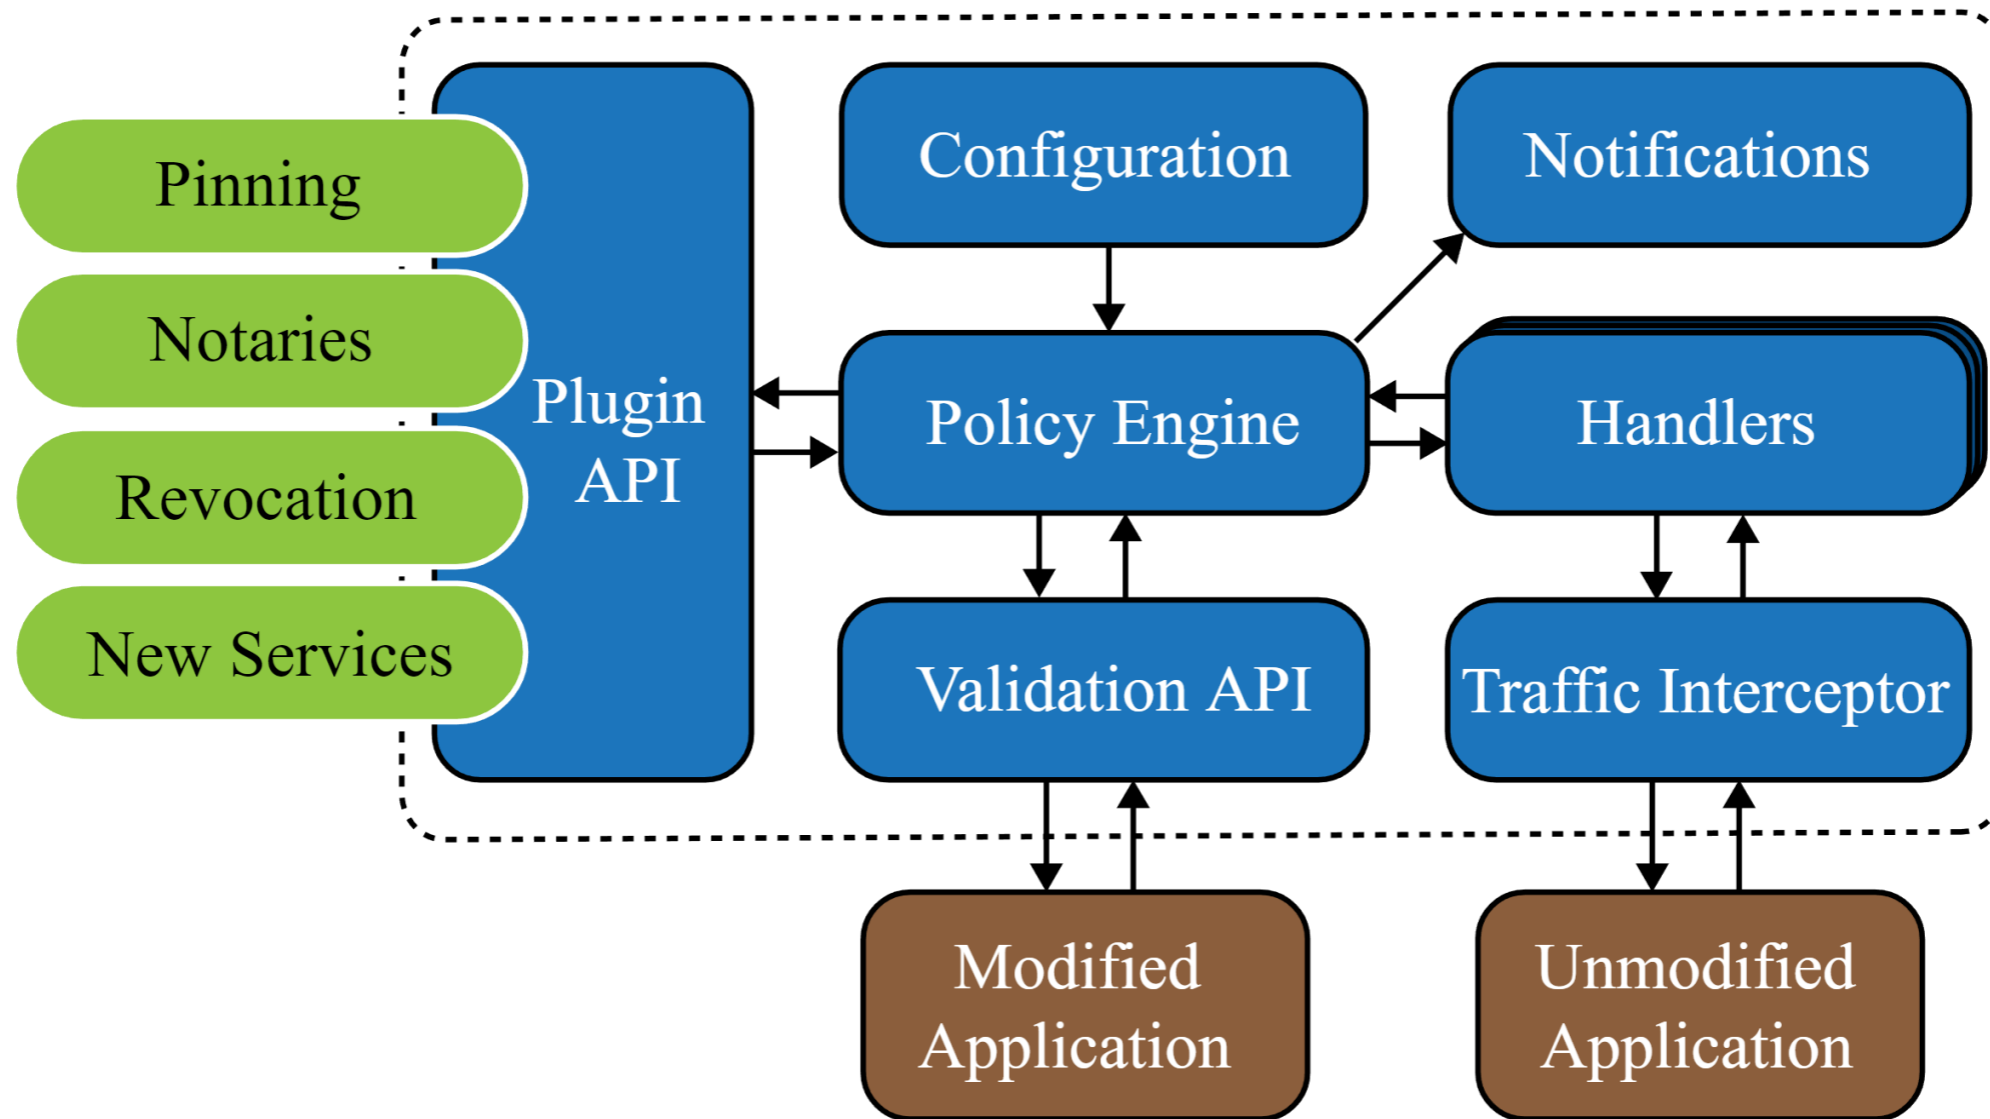 Pinning
Notaries
Revocation
New Services
Plugin
API
Configuration
Notifications
Policy Engine
Handlers
Validation API
Traffic Interceptor
Modified
Application
Unmodified
Application